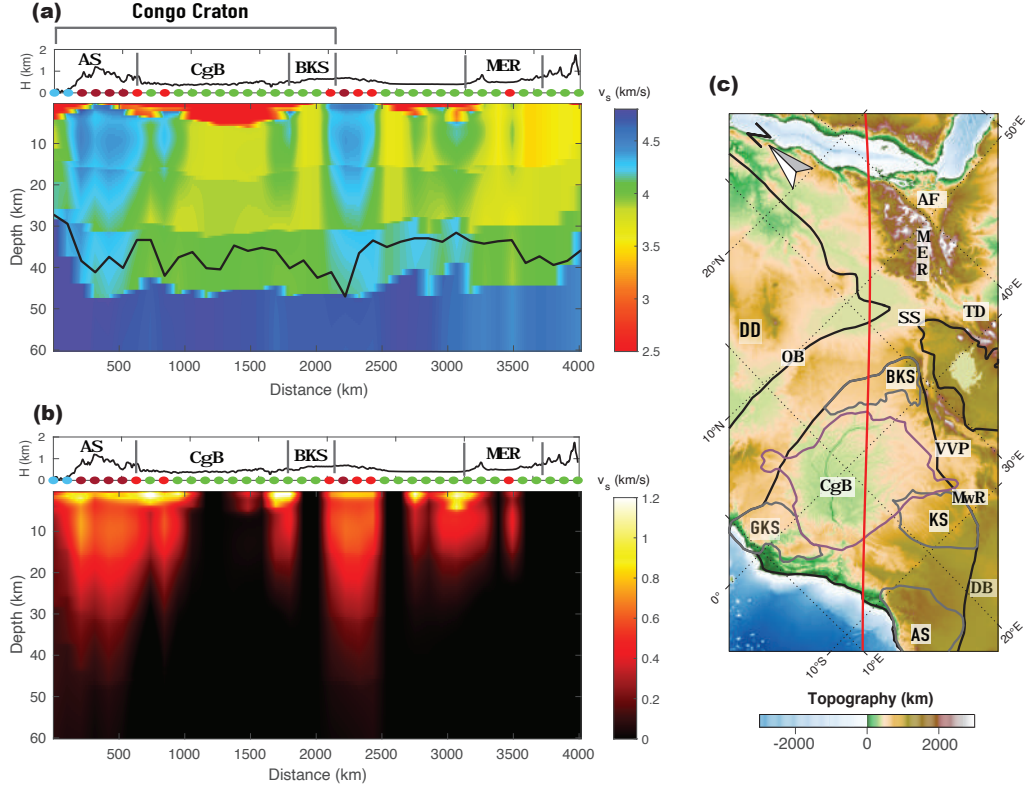 (a)
Congo Craton
H (km)
2
1
0
AS
CgB
BKS
MER
v_s (km/s)
Depth (km)
10
20
30
40
50
60
4.5
4
3.5
3
2.5
500
1000
1500
2000
2500
3000
3500
4000
Distance (km)
(b)
H (km)
2
1
0
AS
CgB
BKS
MER
v_s (km/s)
Depth (km)
10
20
30
40
50
60
1.2
1
0.8
0.6
0.4
0.2
0
500
1000
1500
2000
2500
3000
3500
4000
Distance (km)
(c)
N
50°E
AF
MER
20°N
40°E
DD
SS
TD
OB
BKS
10°N
VVP
30°E
CgB
MwR
GKS
KS
0°
DB
AS
20°E
10°S
10°E
Topography (km)
-2000
0
2000